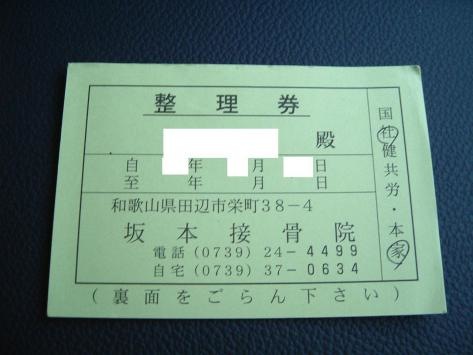 整理券
殿
自 年 月 日
至 年 月 日
和歌山県田辺市栄町38-4
坂本接骨院
電話(0739)24-4499
自宅(0739)37-0634
(裏面をごらん下さい)
国社健共労・本家